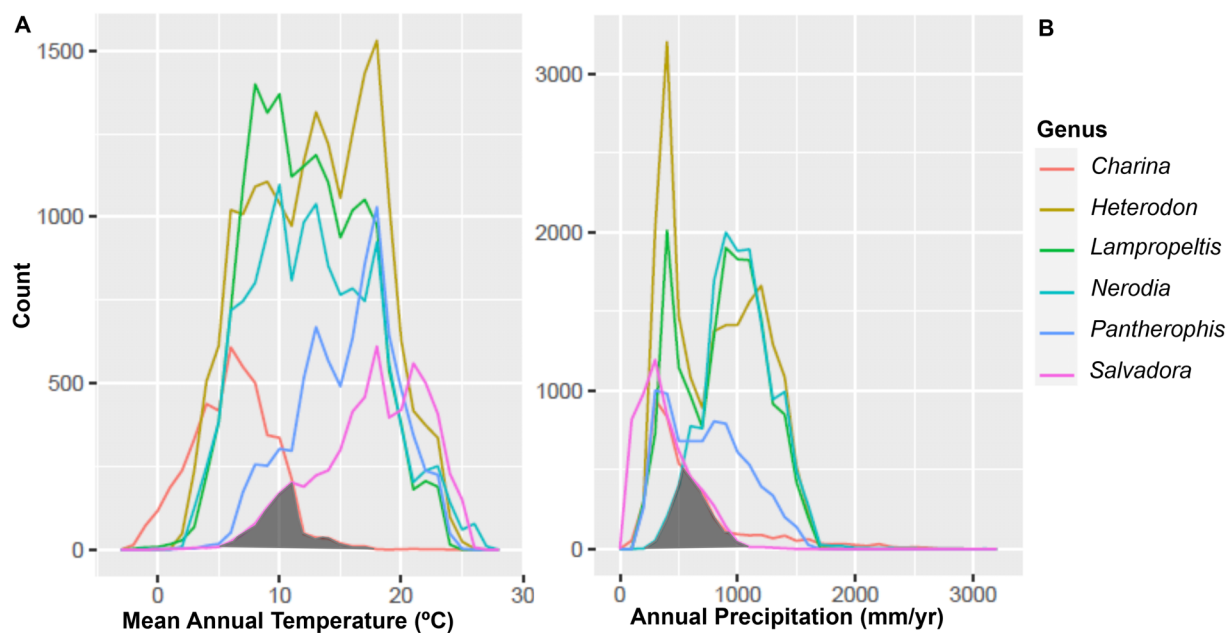 A
1500
1000
500
0
Count
0
10
20
30
Mean Annual Temperature (ºC)
B
3000
2000
1000
0
0
1000
2000
3000
Annual Precipitation (mm/yr)
Genus
Charina
Heterodon
Lampropeltis
Nerodia
Pantherophis
Salvadora